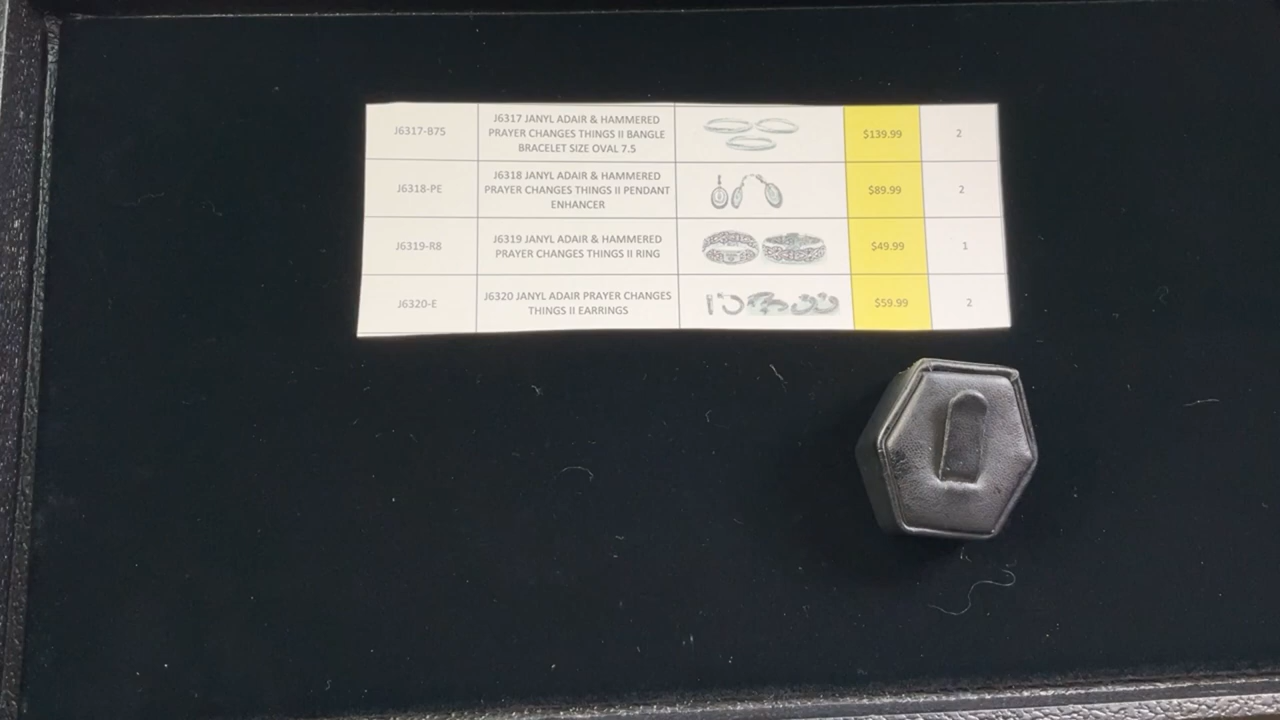 J6317-B7S
J6317 JANYL ADAIR & HAMMERED
PRAYER CHANGES THINGS II BANGLE
BRACELET SIZE OVAL 7.5
$139.99
2
J6318-PE
J6318 JANYL ADAIR & HAMMERED
PRAYER CHANGES THINGS II PENDANT
ENHANCER
$89.99
2
J6319-R8
J6319 JANYL ADAIR & HAMMERED
PRAYER CHANGES THINGS II RING
$49.99
1
J6320-E
J6320 JANYL ADAIR PRAYER CHANGES
THINGS II EARRINGS
$59.99
2